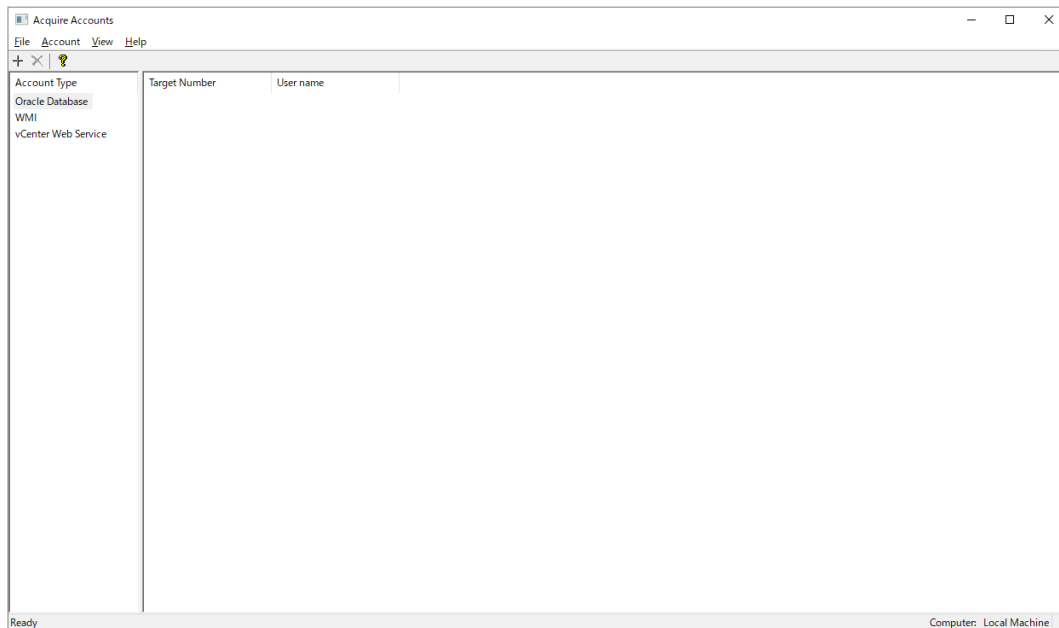 Acquire Accounts
File Account View Help
Account Type Target Number User name
Oracle Database
WMI
vCenter Web Service
Ready Computer: Local Machine